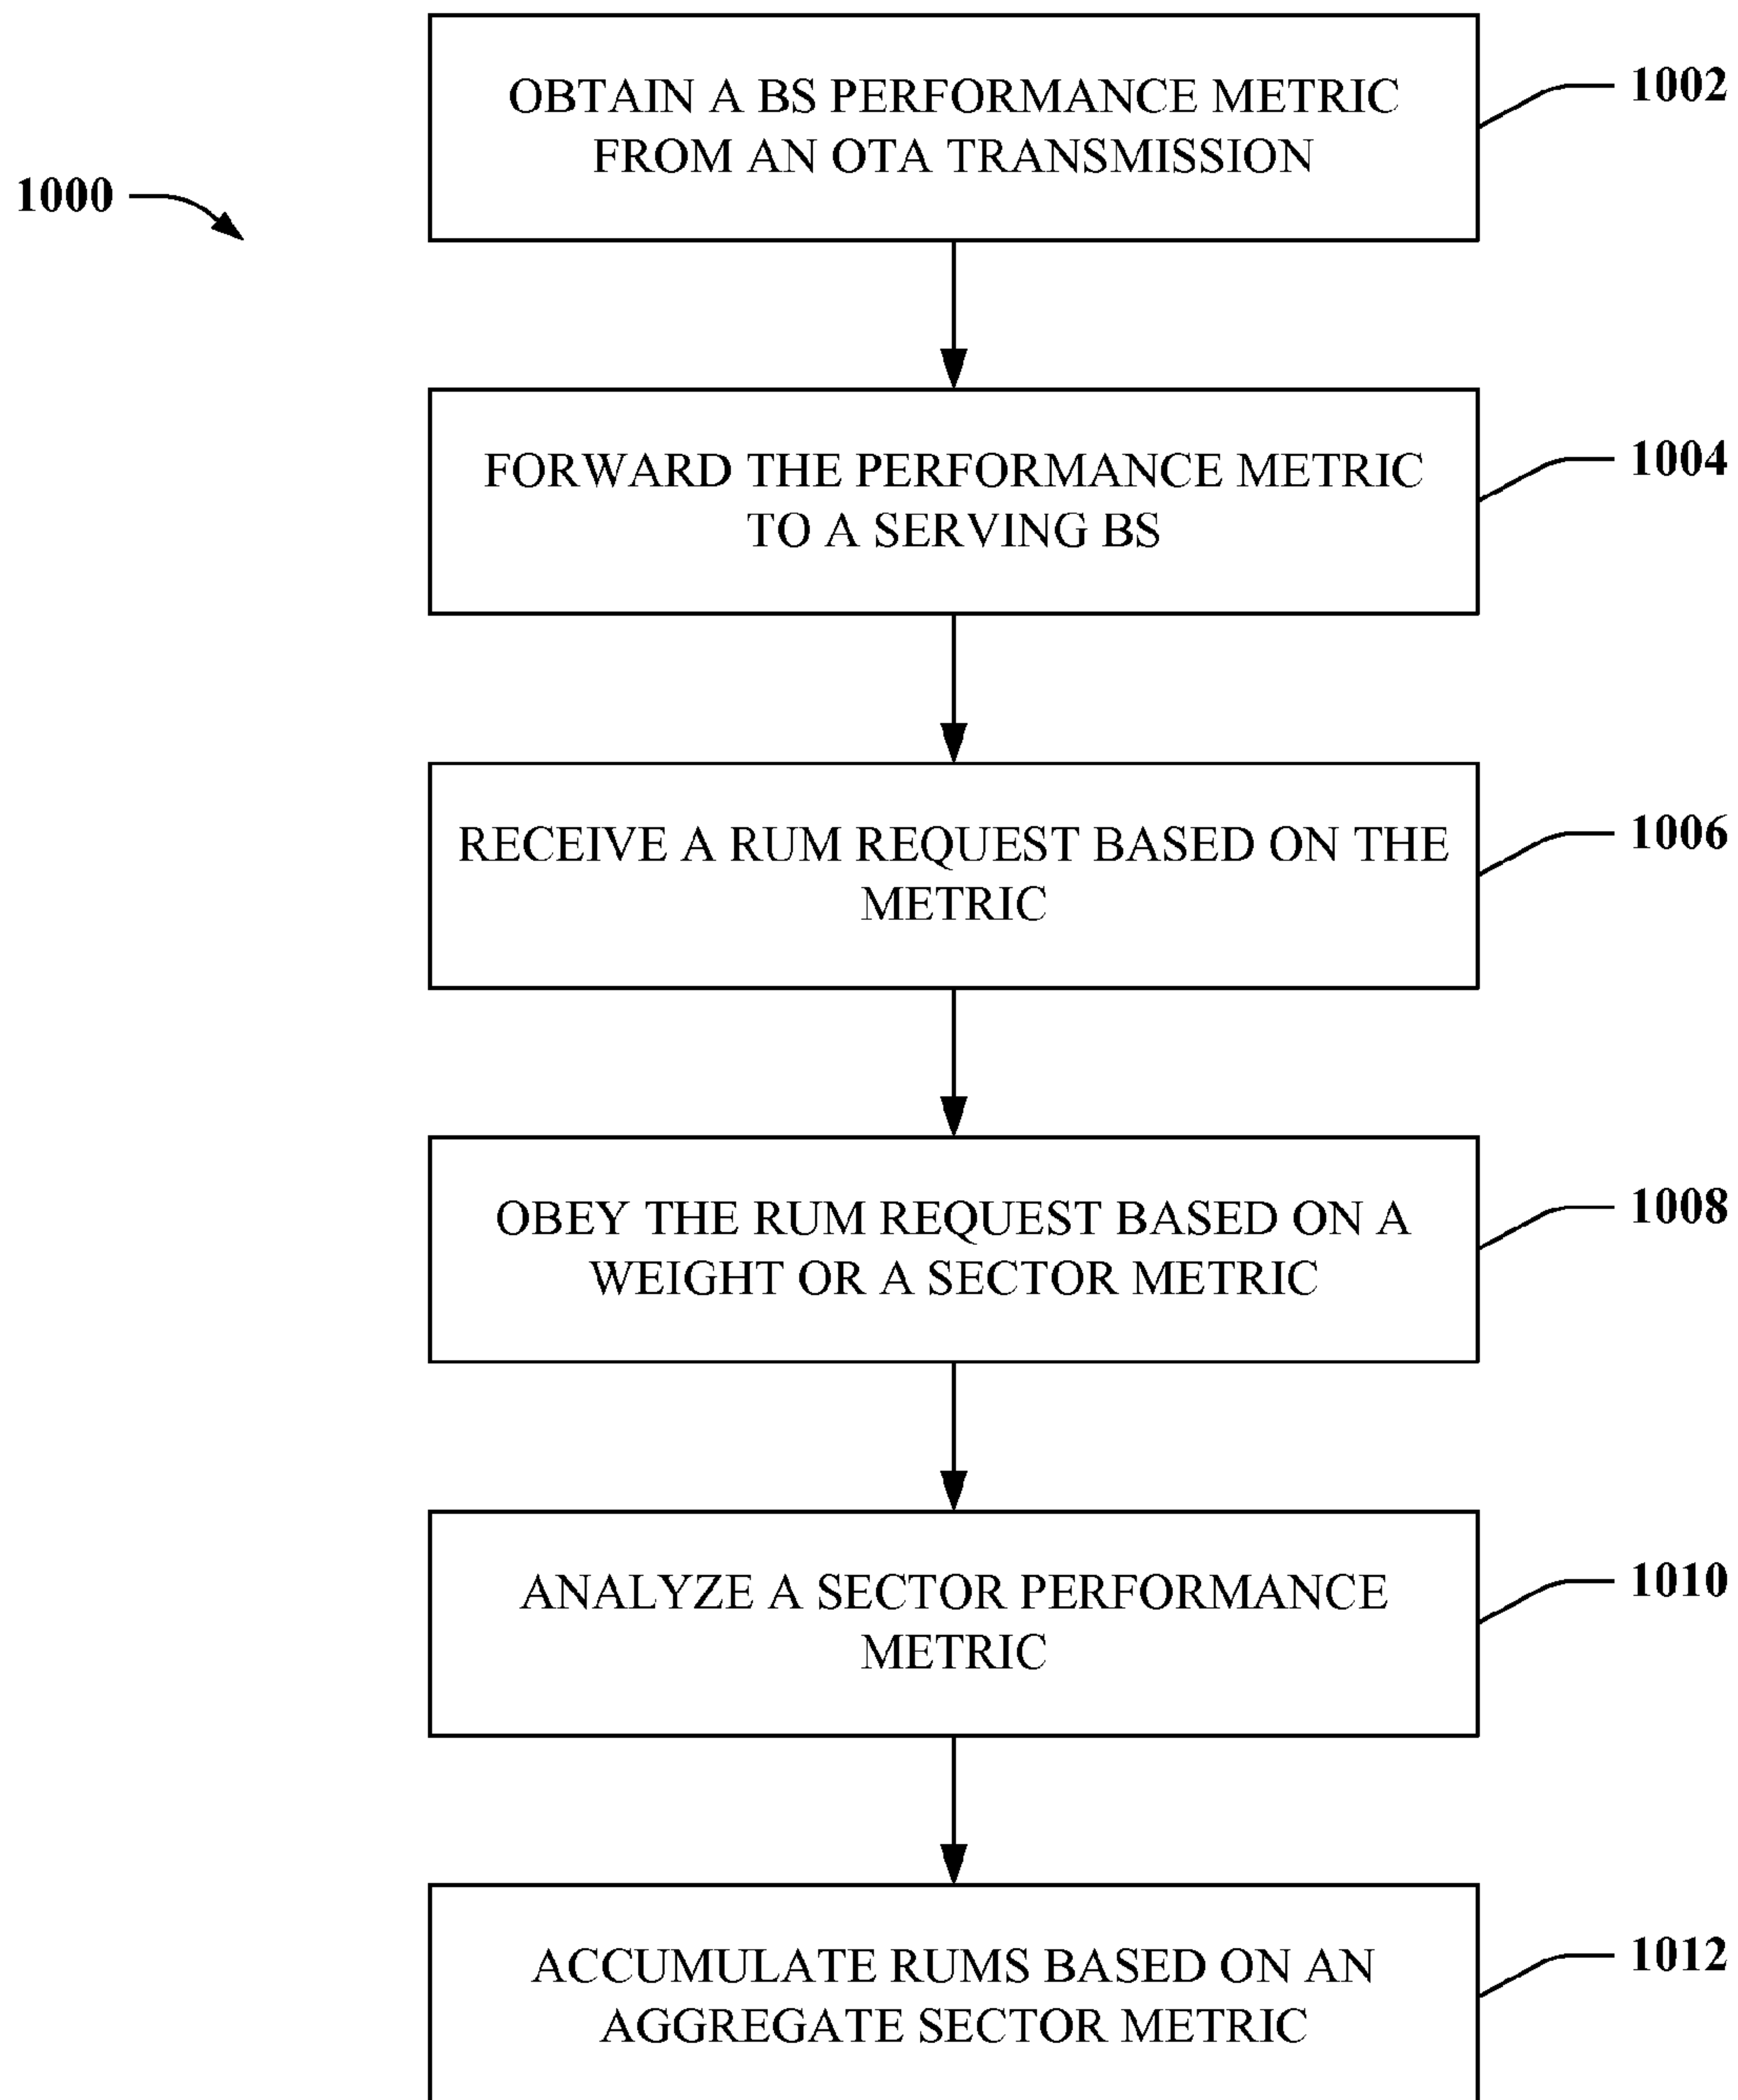 OBTAIN A BS PERFORMANCE METRIC
FROM AN OTA TRANSMISSION
1002
1000
FORWARD THE PERFORMANCE METRIC
TO A SERVING BS
1004
RECEIVE A RUM REQUEST BASED ON THE
METRIC
1006
OBEY THE RUM REQUEST BASED ON A
WEIGHT OR A SECTOR METRIC
1008
ANALYZE A SECTOR PERFORMANCE
METRIC
1010
ACCUMULATE RUMS BASED ON AN
AGGREGATE SECTOR METRIC
1012